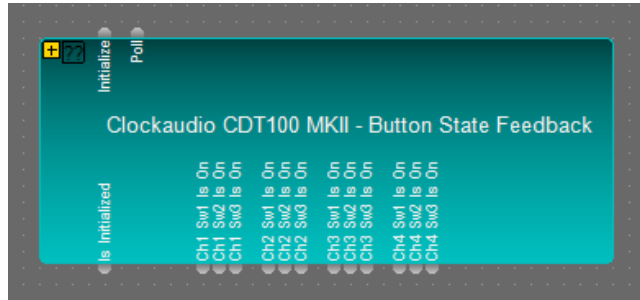 ??
Initialize
Poll
Clockaudio CDT100 MKII - Button State Feedback
Is Initialized
Ch1 Sw1 Is On
Ch1 Sw2 Is On
Ch1 Sw3 Is On
Ch2 Sw1 Is On
Ch2 Sw2 Is On
Ch2 Sw3 Is On
Ch3 Sw1 Is On
Ch3 Sw2 Is On
Ch3 Sw3 Is On
Ch4 Sw1 Is On
Ch4 Sw2 Is On
Ch4 Sw3 Is On